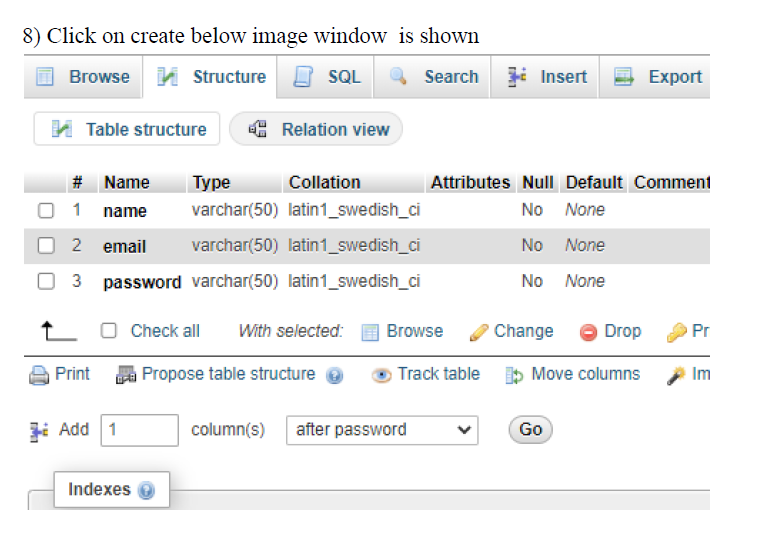 8) Click on create below image window is shown
Browse Structure SQL Search Insert Export
Table structure Relation view
# Name Type Collation Attributes Null Default Comment
1 name varchar(50) latin1_swedish_ci No None
2 email varchar(50) latin1_swedish_ci No None
3 password varchar(50) latin1_swedish_ci No None
Check all With selected: Browse Change Drop Pr
Print Propose table structure Track table Move columns Im
Add 1 column(s) after password Go
Indexes